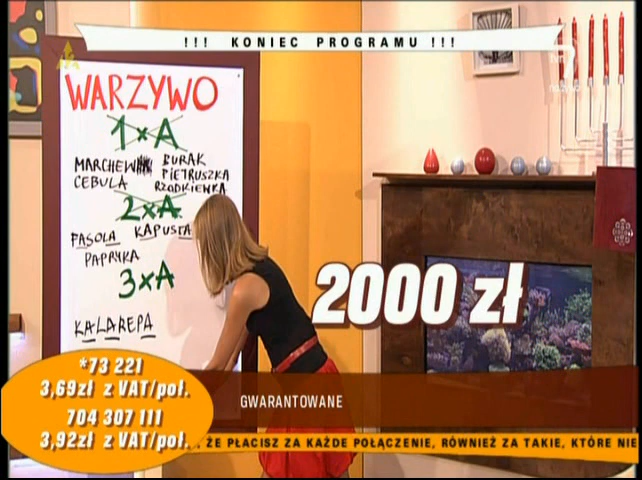 !!! KONIEC PROGRAMU !!!
WARZYWO
1xA
MARCHEW BURAK
CEBULA PIETRUSZKA
RZODKIEWKA
2xA
FASOLA KAPUSTA
PAPRYKA
3xA
KALAREPA
2000 zł
*73 221
3,69zł z VAT/poł.
704 307 111
3,92zł z VAT/poł.
GWARANTOWANE
ŻE PŁACISZ ZA KAŻDE POŁĄCZENIE, RÓWNIEŻ ZA TAKIE, KTÓRE NIE